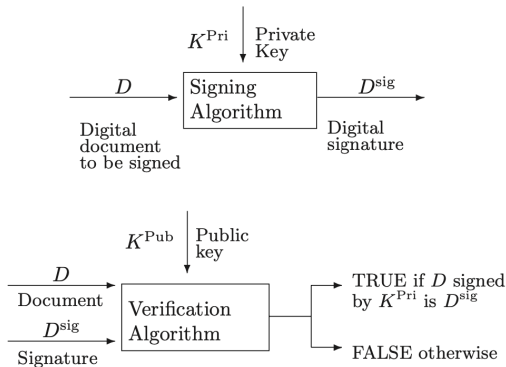 K^Pri
Private
Key
D
Signing
Algorithm
D^sig
Digital
document
to be signed
Digital
signature
K^Pub
Public
key
D
Document
D^sig
Signature
Verification
Algorithm
TRUE if D signed
by K^Pri is D^sig
FALSE otherwise